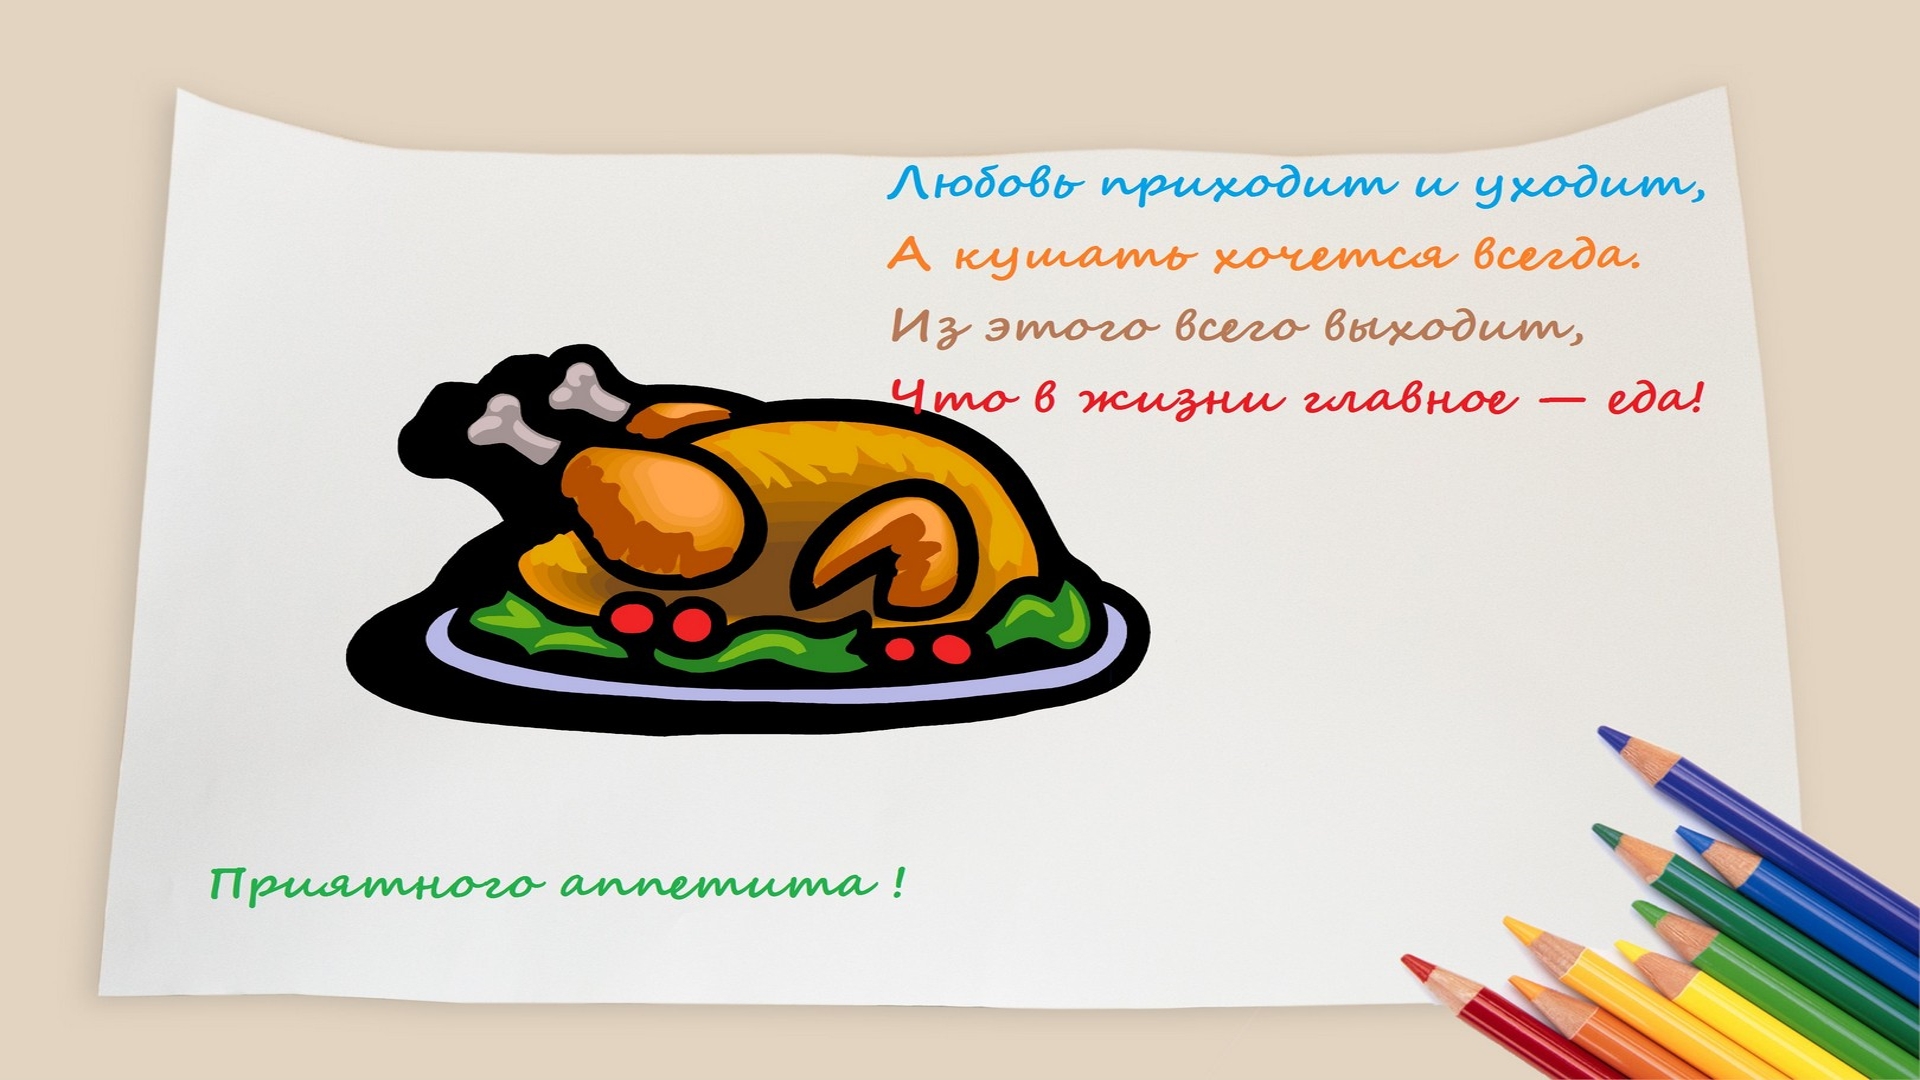 Любовь приходит и уходит,
А кушать хочется всегда.
Из этого всего выходит,
Что в жизни главное — еда!
Приятного аппетита !